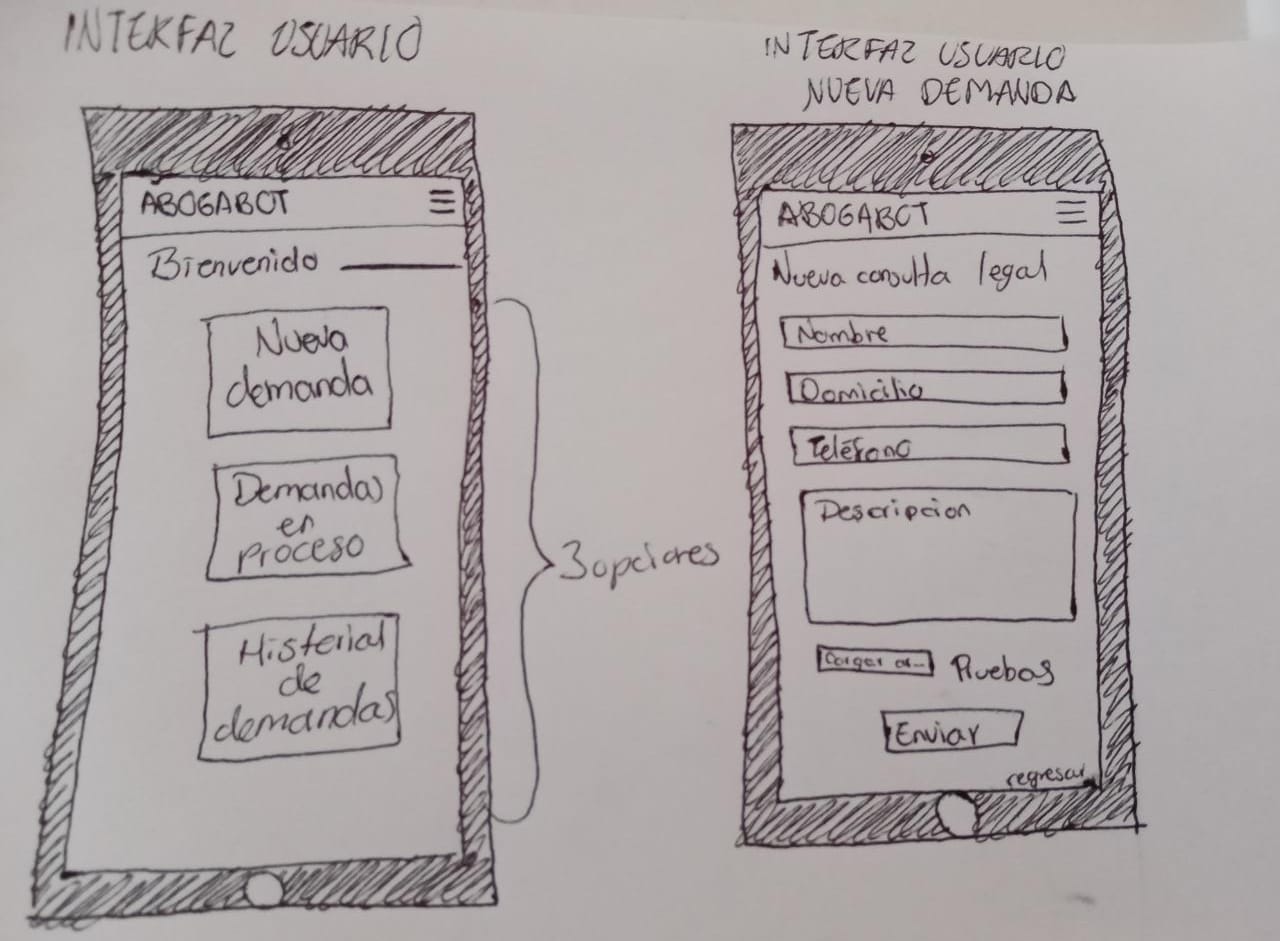 INTERFAZ USUARIO
ABOGABOT
Bienvenido
Nueva
demanda
Demandas
en
proceso
Historial
de
demandas
3 opciones
INTERFAZ USUARIO
NUEVA DEMANDA
ABOGABOT
Nueva consulta legal
Nombre
Domicilio
Teléfono
Descripcion
Cargar ar... Pruebas
Enviar
regresar